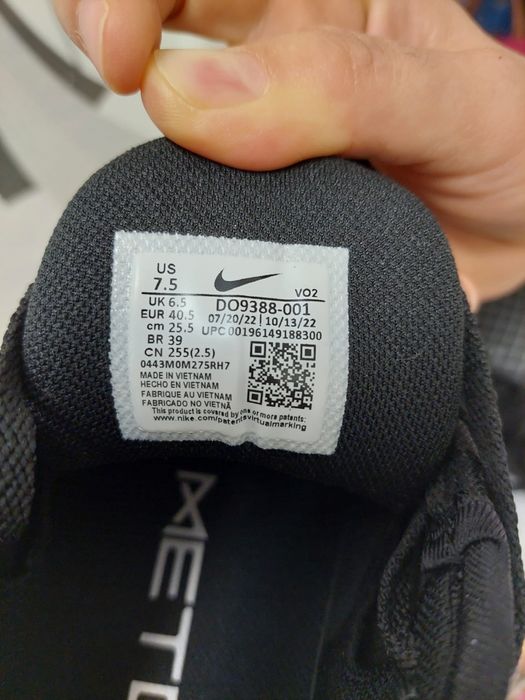 US
7.5
VO2
UK 6.5 DO9388-001
EUR 40.5 07/20/22 | 10/13/22
cm 25.5 UPC 00196149188300
BR 39
CN 255(2.5)
0443M0M275RH7
MADE IN VIETNAM
HECHO EN VIETNAM
FABRIQUE AU VIETNAM
FABRICADO NO VIETNÃ
This product is covered by one or more patents:
www.nike.com/patentsvirtualmarking